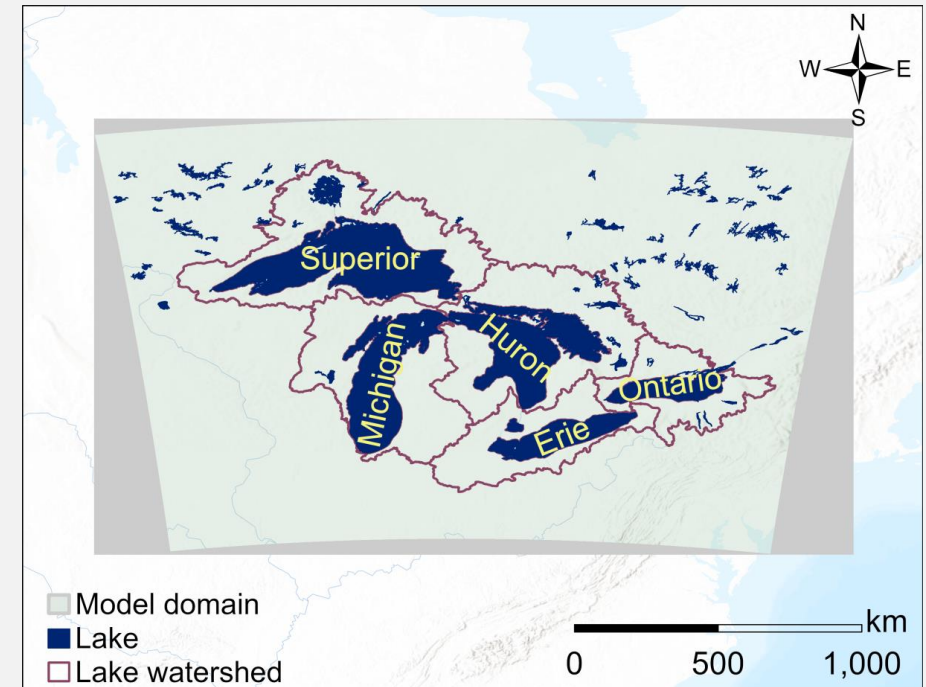 N
W E
S
Superior
Michigan
Huron
Ontario
Erie
Model domain
Lake
Lake watershed
km
0 500 1,000